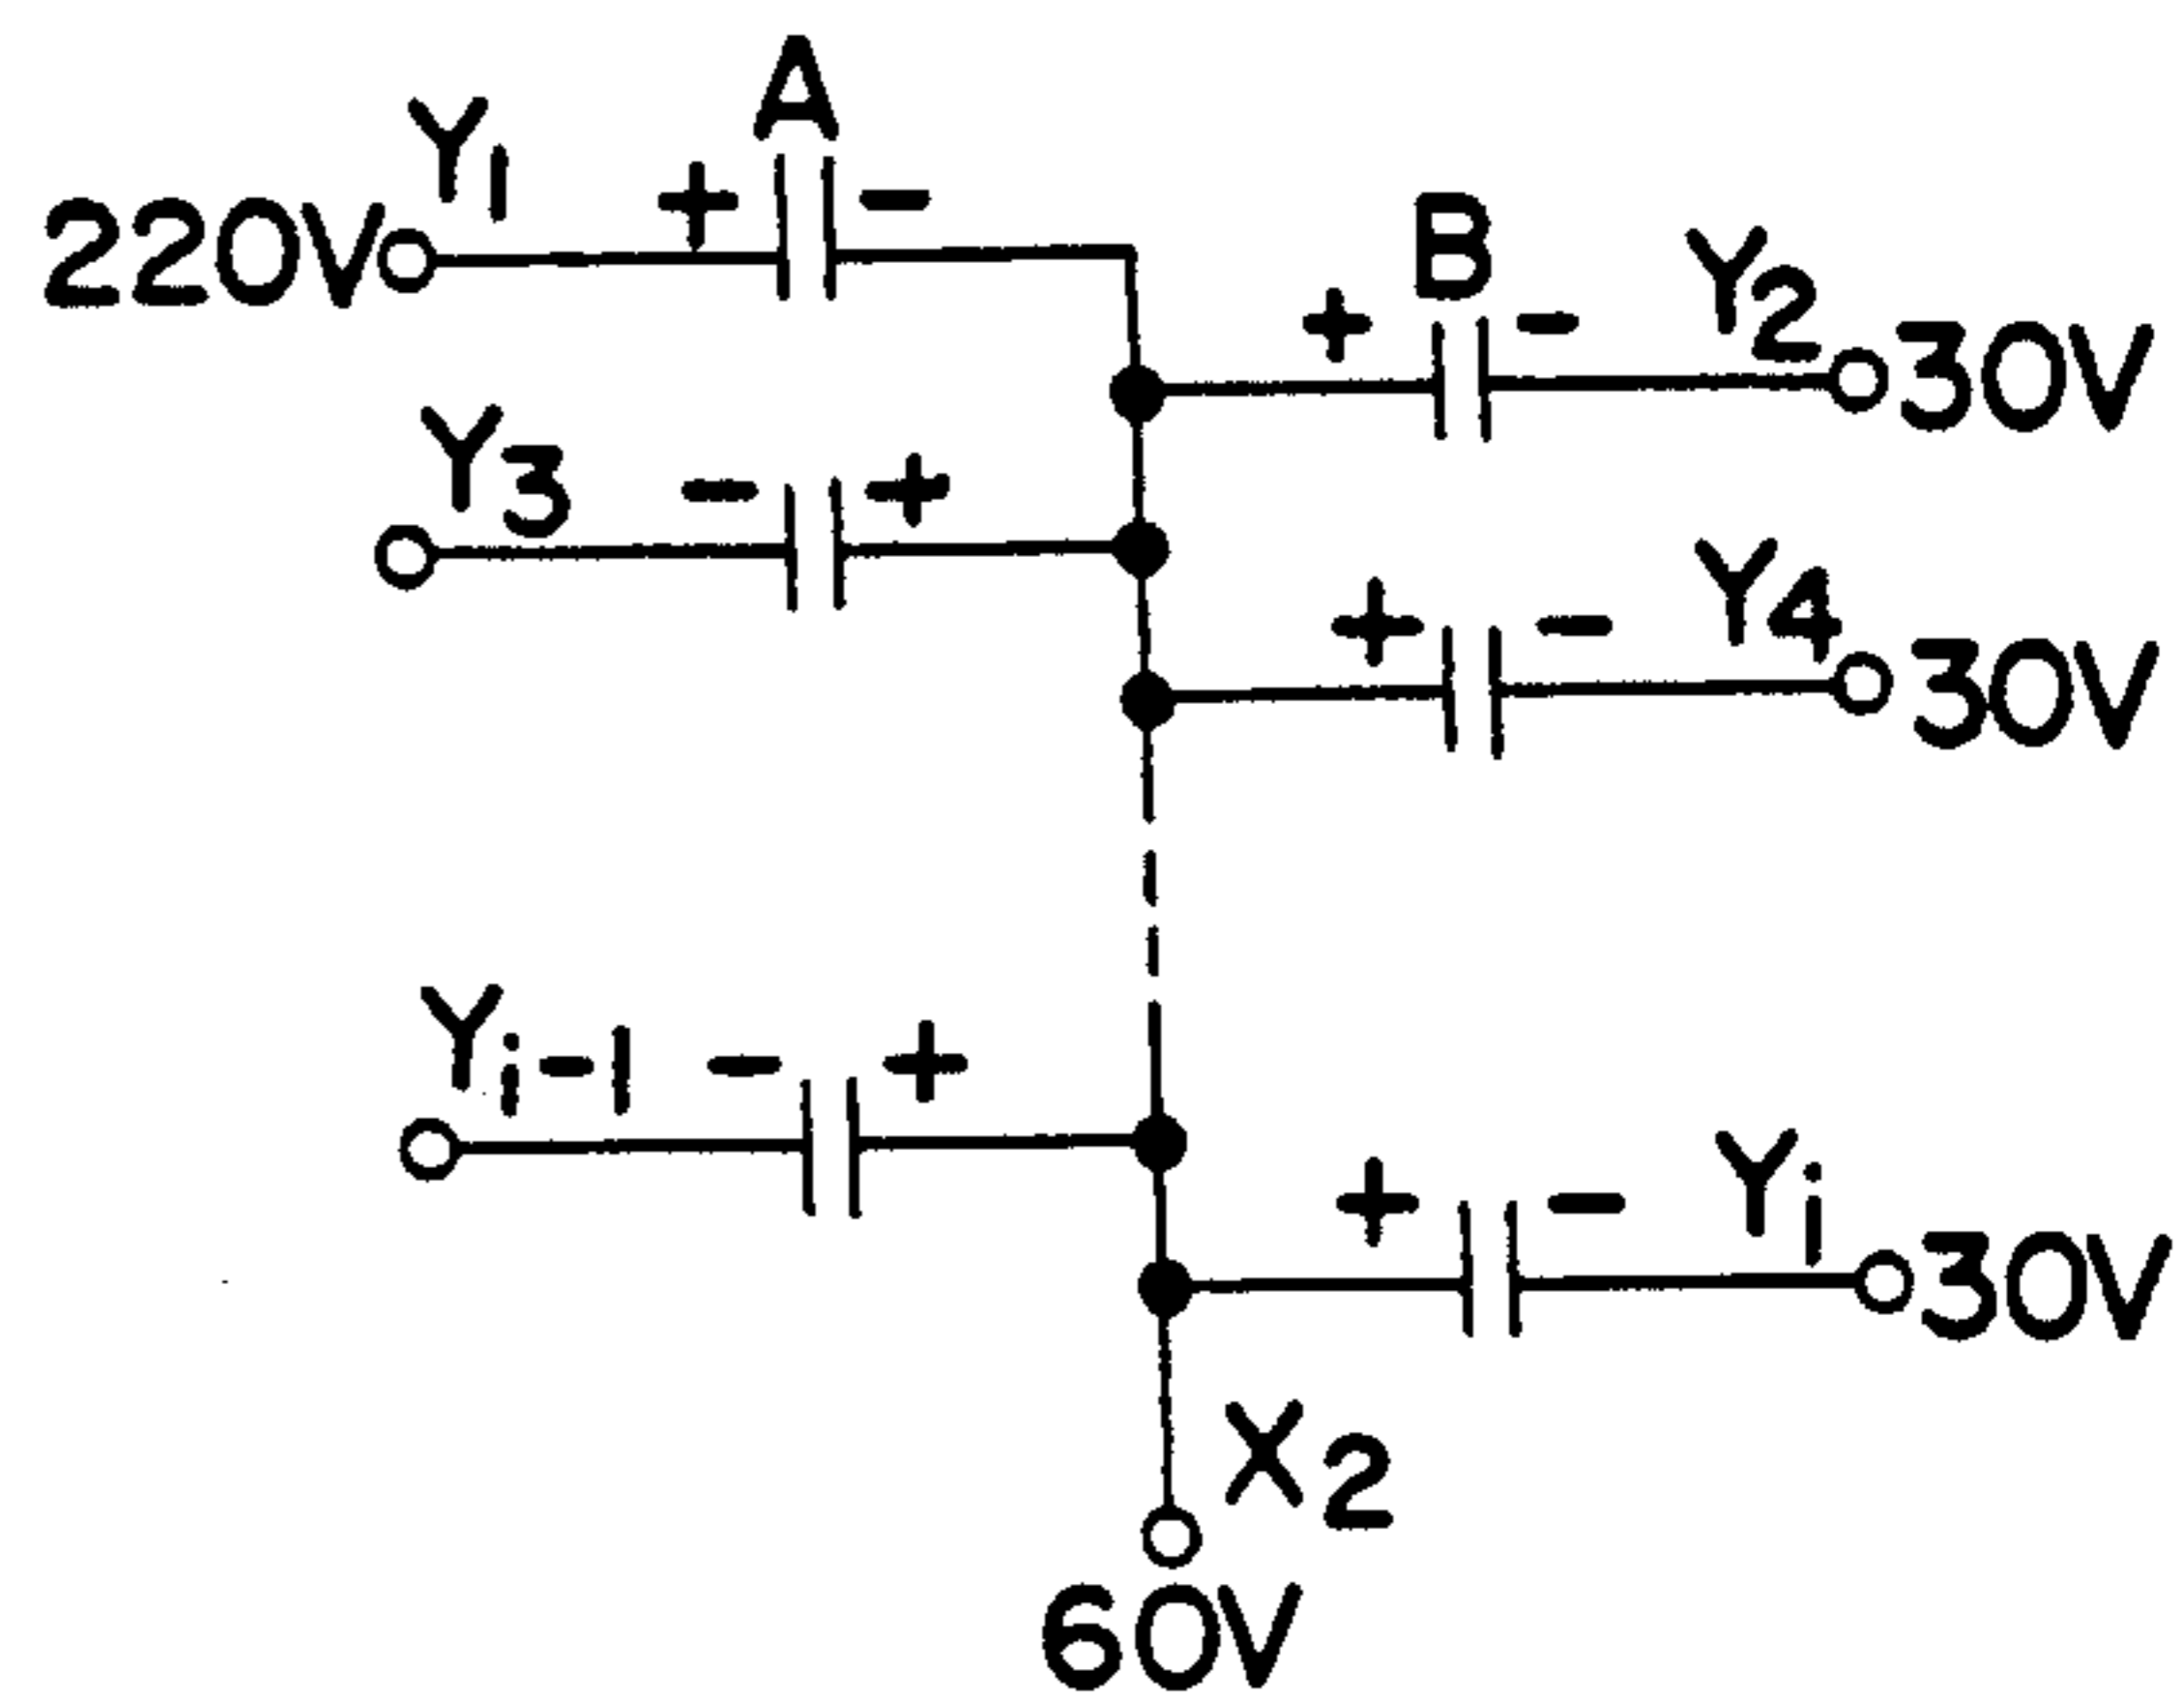 A
Y1
220V + -
B
+ - Y2 30V
Y3 - +
+ - Y4 30V
Yi-1 - +
+ - Yi 30V
X2
60V